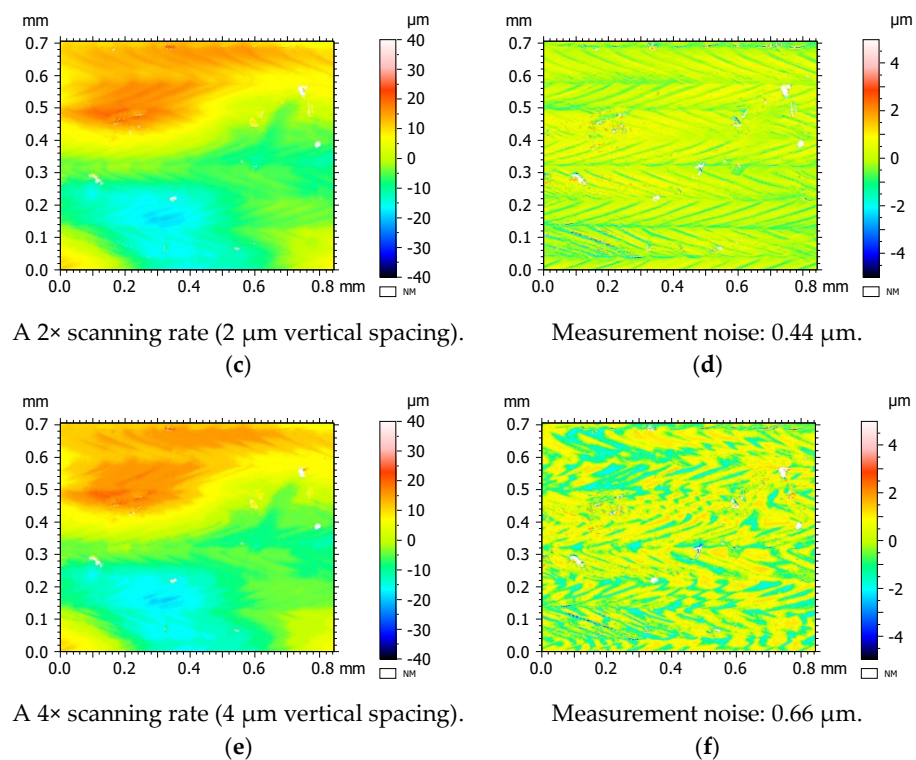 mm µm mm µm
0.7 40 0.7
0.6 30 0.6 4
0.5 20 0.5 2
0.4 10 0.4
0.3 0 0.3 0
0.2 -10 0.2 -2
0.1 -20 0.1
-30 -4
0.0 -40 0.0
0.0 0.2 0.4 0.6 0.8 mm NM 0.0 0.2 0.4 0.6 0.8 mm NM
A 2× scanning rate (2 µm vertical spacing). Measurement noise: 0.44 µm.
(c) (d)
mm µm mm µm
0.7 40 0.7
0.6 30 0.6 4
0.5 20 0.5 2
0.4 10 0.4
0.3 0 0.3 0
0.2 -10 0.2 -2
0.1 -20 0.1
-30 -4
0.0 -40 0.0
0.0 0.2 0.4 0.6 mm NM 0.0 0.2 0.4 0.6 0.8 mm NM
A 4× scanning rate (4 µm vertical spacing). Measurement noise: 0.66 µm.
(e) (f)